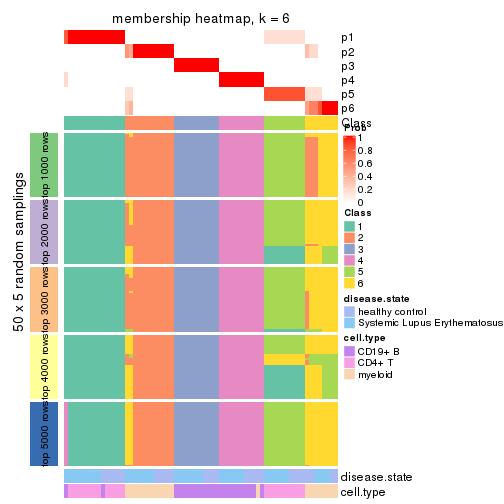 membership heatmap, k = 6
p1
p2
p3
p4
p5
p6
Class
Prob
1
0.8
0.6
0.4
0.2
0
Class
1
2
3
4
5
6
disease.state
healthy control
Systemic Lupus Erythematosus
cell.type
CD19+ B
CD4+ T
myeloid
50 x 5 random samplings
top 1000 rows
top 2000 rows
top 3000 rows
top 4000 rows
top 5000 rows
disease.state
cell.type